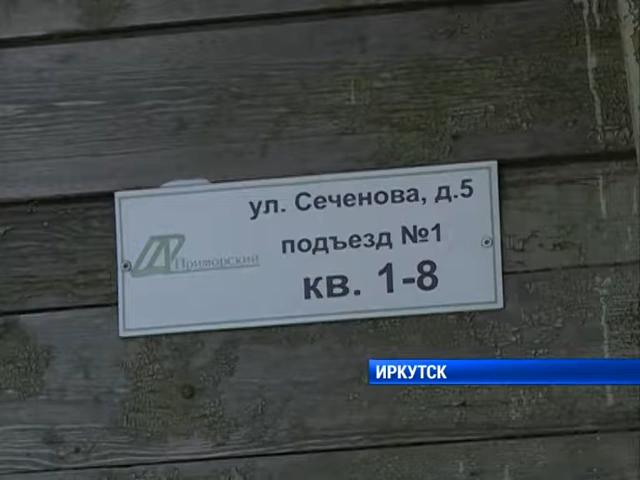 ул. Сеченова, д.5
подъезд №1
Приморский
кв. 1-8
ИРКУТСК